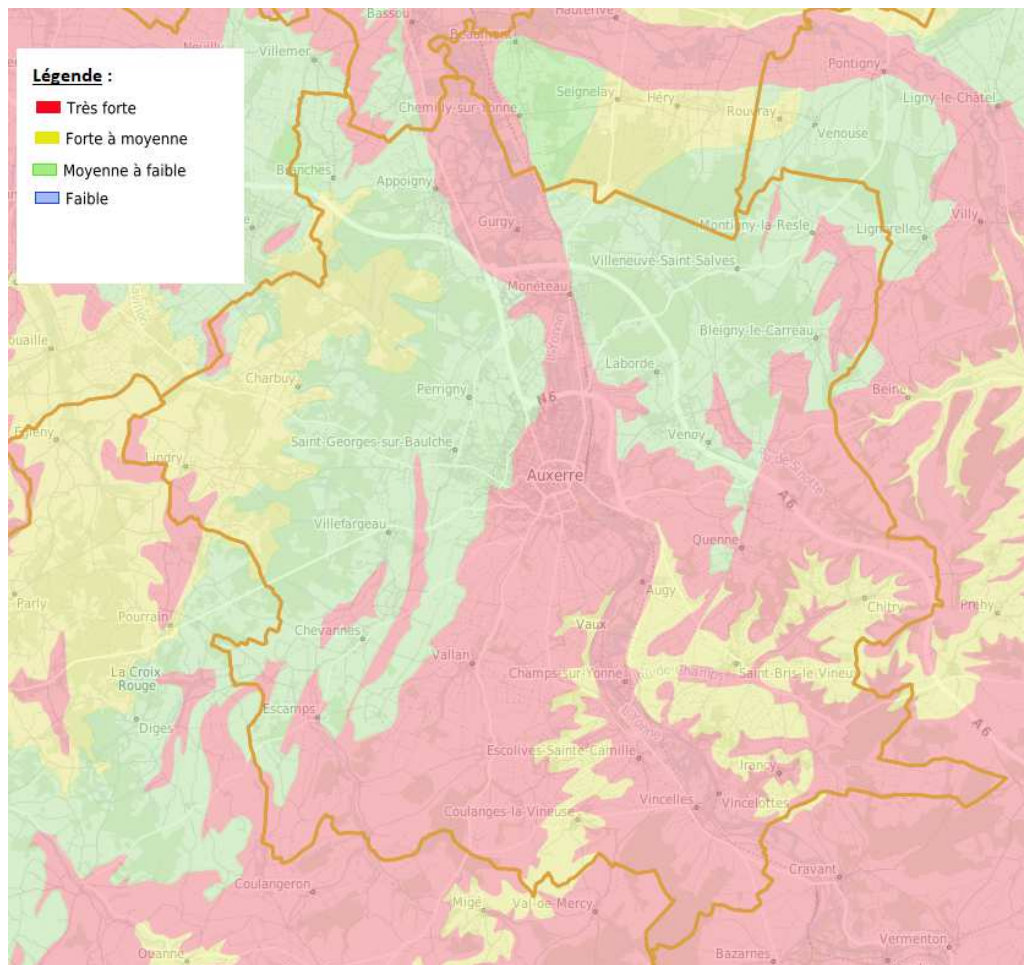 Légende :
Très forte
Forte à moyenne
Moyenne à faible
Faible
Bassou
Hauterive
Beaumont
Villemer
Pontigny
Seignelay
Héry
Chemilly-sur-Yonne
Rouvray
Ligny-le-Châtel
Venouse
Branches
Appoigny
Gurgy
Montigny-la-Resle
Villy
Lignorelles
Villeneuve-Saint-Salves
Monéteau
Bleigny-le-Carreau
Laborde
Charbuy
Perrigny
Beine
N6
Egleny
Saint-Georges-sur-Baulche
Venoy
Lindry
Auxerre
A6
Villefargeau
Quenne
Augy
Parly
Chitry
Préhy
Pourrain
Vaux
Chevannes
Vallan
La Croix
Rouge
Champs-sur-Yonne
Saint-Bris-le-Vineux
Escamps
Diges
A6
Escolives-Sainte-Camille
Irancy
Vincelles
Vincelottes
Coulanges-la-Vineuse
Cravant
Coulangeron
Migé
Val-de-Mercy
Vermenton
Ouanne
Bazarnes